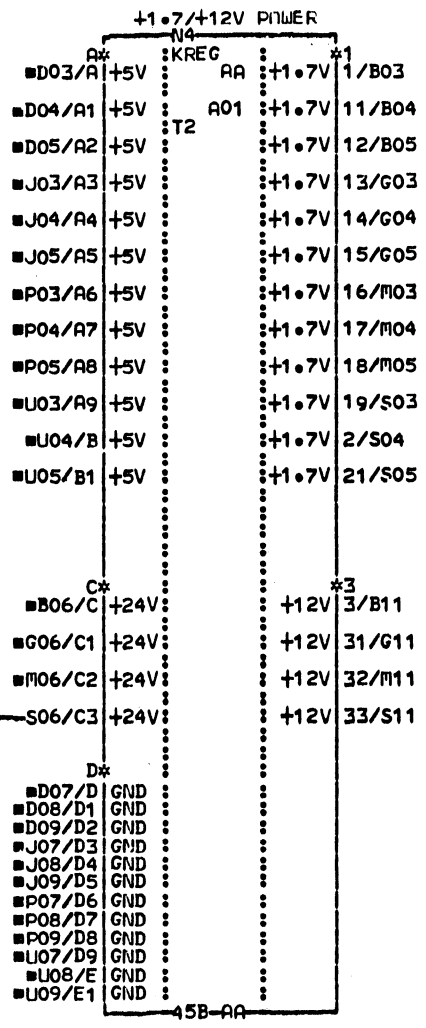 +1.7/+12V POWER
N4
A* KREG *1
■D03/A +5V AA +1.7V 1/B03
■D04/A1 +5V A01 +1.7V 11/B04
T2
■D05/A2 +5V +1.7V 12/B05
■J03/A3 +5V +1.7V 13/G03
■J04/A4 +5V +1.7V 14/G04
■J05/A5 +5V +1.7V 15/G05
■P03/A6 +5V +1.7V 16/M03
■P04/A7 +5V +1.7V 17/M04
■P05/A8 +5V +1.7V 18/M05
■U03/A9 +5V +1.7V 19/S03
■U04/B +5V +1.7V 2/S04
■U05/B1 +5V +1.7V 21/S05
C* *3
■B06/C +24V +12V 3/B11
■G06/C1 +24V +12V 31/G11
■M06/C2 +24V +12V 32/M11
S06/C3 +24V +12V 33/S11
D*
■D07/D GND
■D08/D1 GND
■D09/D2 GND
■J07/D3 GND
■J08/D4 GND
■J09/D5 GND
■P07/D6 GND
■P08/D7 GND
■P09/D8 GND
■U07/D9 GND
■U08/E GND
■U09/E1 GND
45B-AA